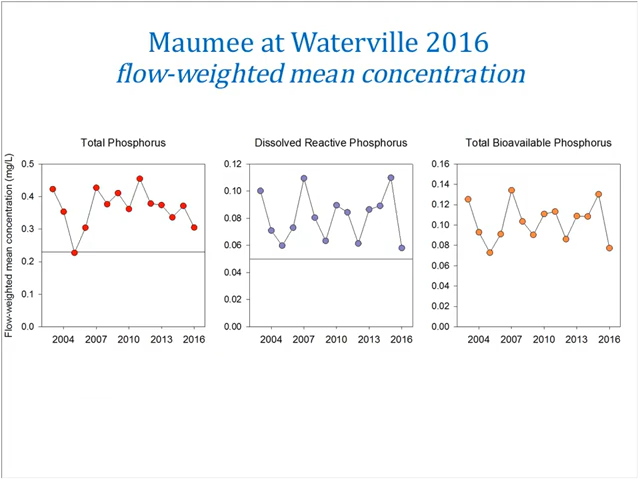 Maumee at Waterville 2016
flow-weighted mean concentration
Total Phosphorus
Dissolved Reactive Phosphorus
Total Bioavailable Phosphorus
Flow-weighted mean concentration (mg/L)
0.5
0.4
0.3
0.2
0.1
0.0
2004 2007 2010 2013 2016
0.12
0.10
0.08
0.06
0.04
0.02
0.00
2004 2007 2010 2013 2016
0.16
0.14
0.12
0.10
0.08
0.06
0.04
0.02
0.00
2004 2007 2010 2013 2016